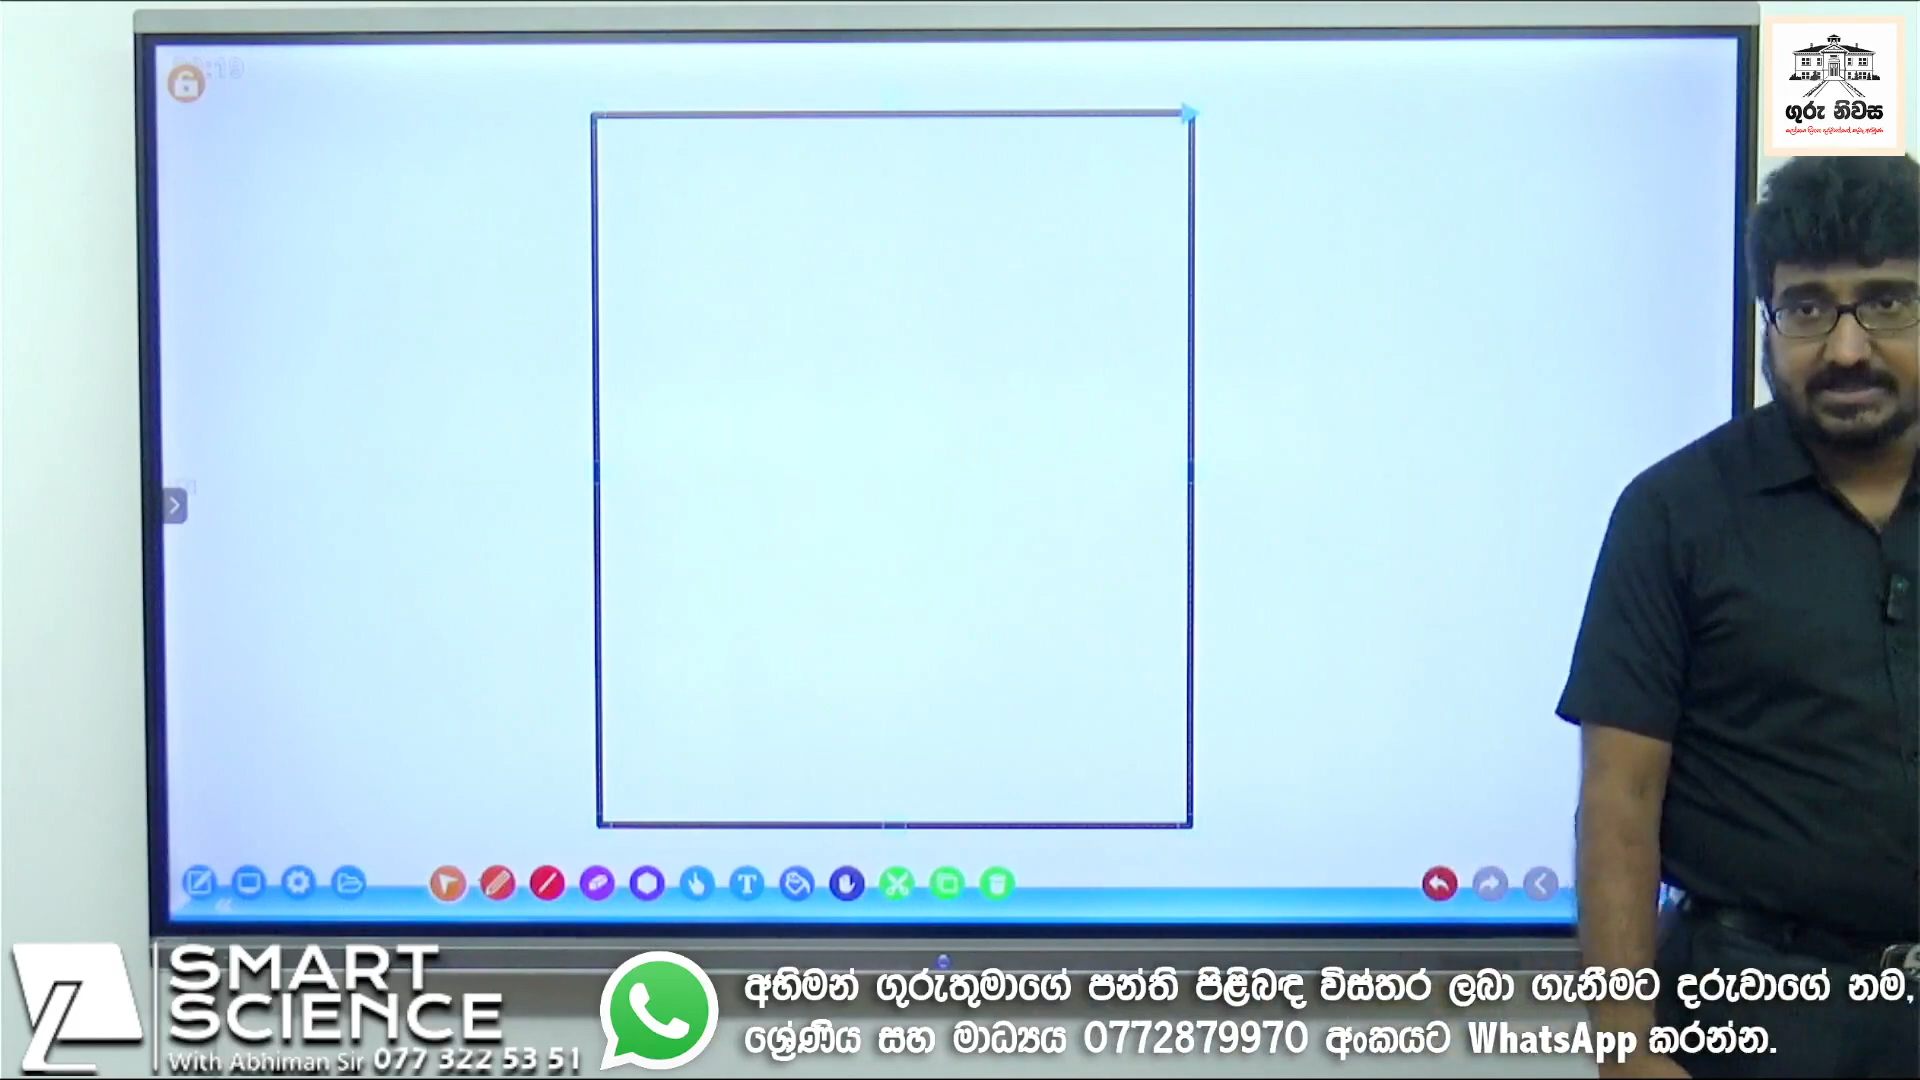 ගුරු නිවස
SMART
SCIENCE
With Abhiman Sir 077 322 53 51
අභිමන් ගුරුතුමාගේ පන්ති පිළිබඳ විස්තර ලබා ගැනීමට දරුවාගේ නම,
ශ්‍රේණිය සහ මාධ්‍යය 0772879970 අංකයට WhatsApp කරන්න.